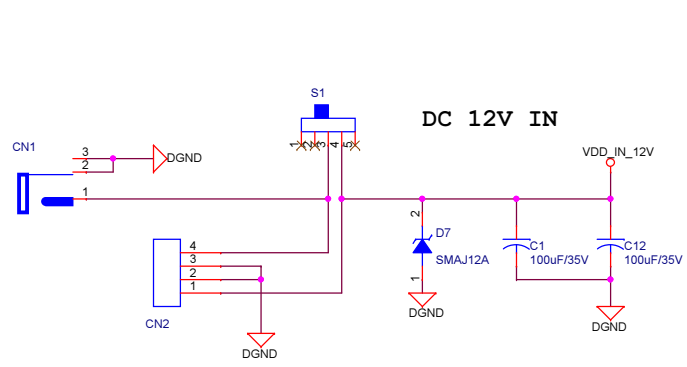 S1
DC 12V IN
CN1
1
2
3
4
5
VDD_IN_12V
3
DGND
2
1
2
D7
C1
C12
4
SMAJ12A
100uF/35V
100uF/35V
3
2
1
1
CN2
DGND
DGND
DGND